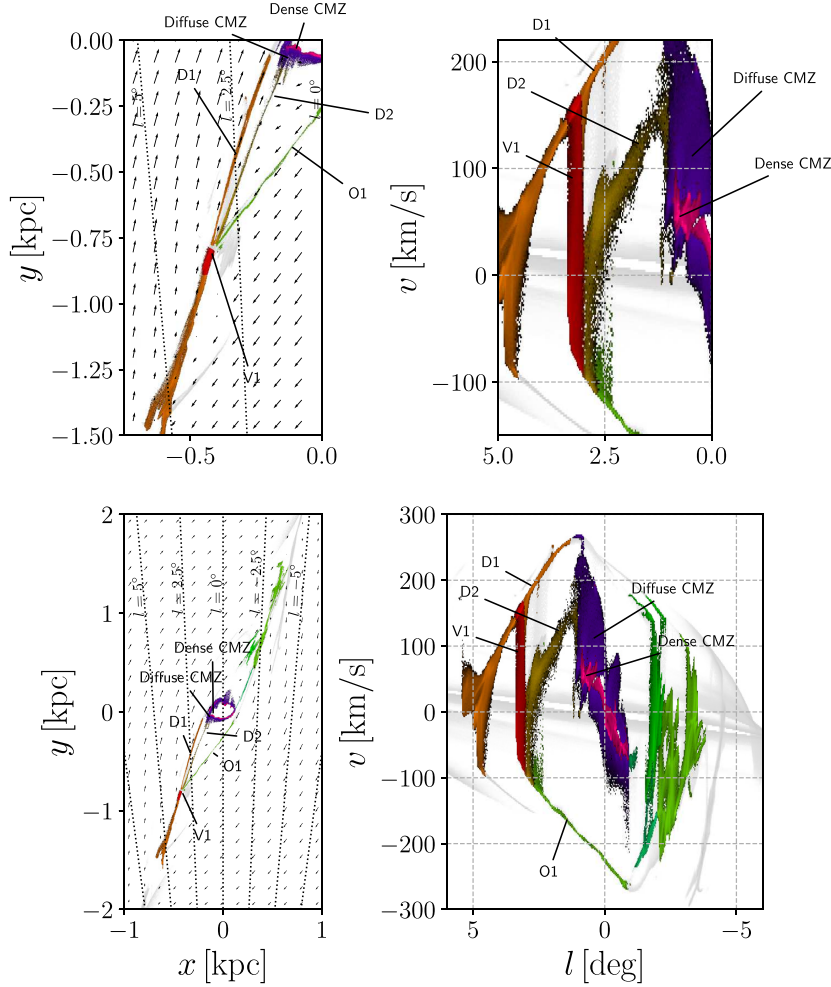 Diffuse CMZ
Dense CMZ
D1
D2
O1
V1
l = 5°
l = 2.5°
l = 0°
0.00
−0.25
−0.50
−0.75
−1.00
−1.25
−1.50
y [kpc]
−0.5
0.0
D1
D2
V1
Diffuse CMZ
Dense CMZ
200
100
0
−100
v [km/s]
5.0
2.5
0.0
l = 5°
l = 2.5°
l = 0°
l = −2.5°
l = −5°
Dense CMZ
Diffuse CMZ
D1
D2
O1
V1
2
1
0
−1
−2
y [kpc]
−1
0
1
x [kpc]
D1
D2
V1
Diffuse CMZ
Dense CMZ
O1
300
200
100
0
−100
−200
−300
v [km/s]
5
0
−5
l [deg]